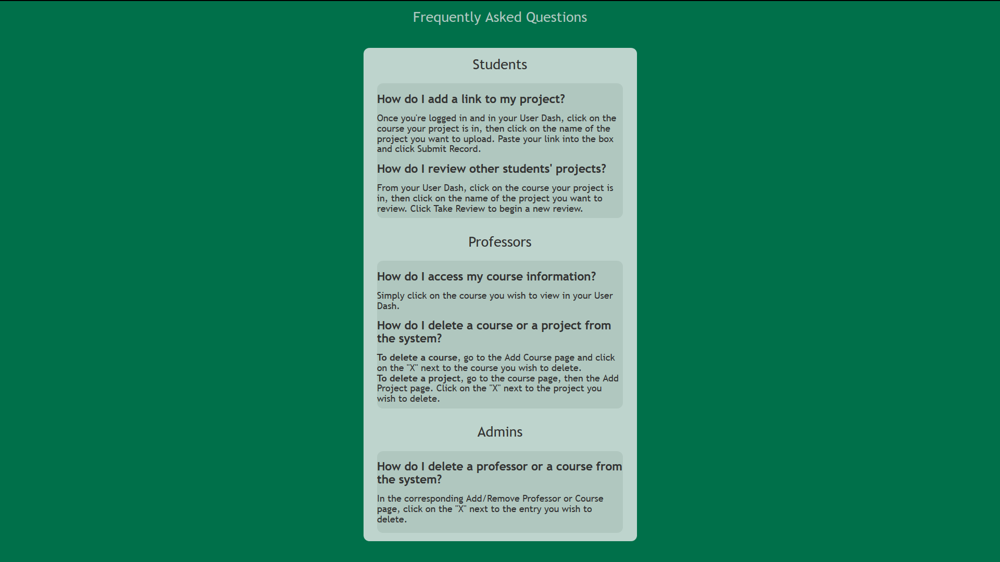 Frequently Asked Questions
Students
How do I add a link to my project?
Once you're logged in and in your User Dash, click on the
course your project is in, then click on the name of the
project you want to upload. Paste your link into the box
and click Submit Record.
How do I review other students' projects?
From your User Dash, click on the course your project is
in, then click on the name of the project you want to
review. Click Take Review to begin a new review.
Professors
How do I access my course information?
Simply click on the course you wish to view in your User
Dash.
How do I delete a course or a project from
the system?
To delete a course, go to the Add Course page and click
on the "X" next to the course you wish to delete.
To delete a project, go to the course page, then the Add
Project page. Click on the "X" next to the project you
wish to delete.
Admins
How do I delete a professor or a course from
the system?
In the corresponding Add/Remove Professor or Course
page, click on the "X" next to the entry you wish to
delete.